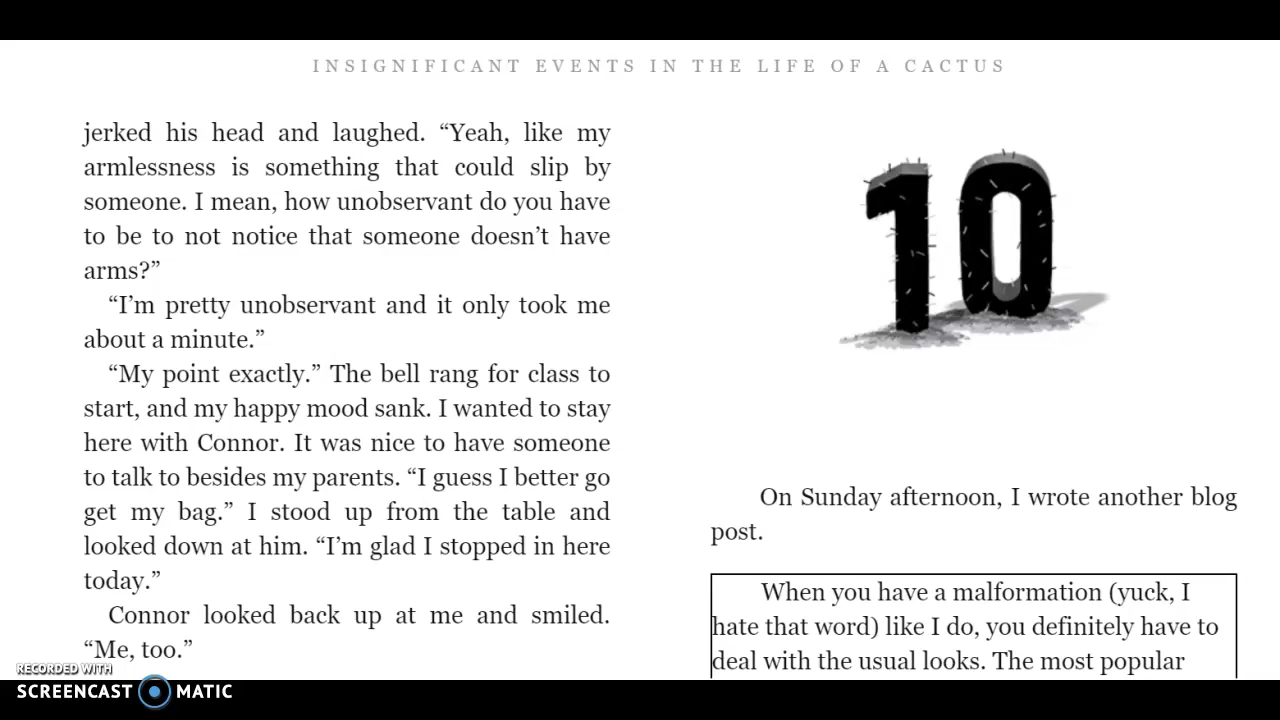 INSIGNIFICANT EVENTS IN THE LIFE OF A CACTUS
jerked his head and laughed. “Yeah, like my
armlessness is something that could slip by
someone. I mean, how unobservant do you have
to be to not notice that someone doesn’t have
arms?”
“I’m pretty unobservant and it only took me
about a minute.”
“My point exactly.” The bell rang for class to
start, and my happy mood sank. I wanted to stay
here with Connor. It was nice to have someone
to talk to besides my parents. “I guess I better go
get my bag.” I stood up from the table and
looked down at him. “I’m glad I stopped in here
today.”
Connor looked back up at me and smiled.
“Me, too.”
10
On Sunday afternoon, I wrote another blog
post.
When you have a malformation (yuck, I
hate that word) like I do, you definitely have to
deal with the usual looks. The most popular
RECORDED WITH
SCREENCAST MATIC